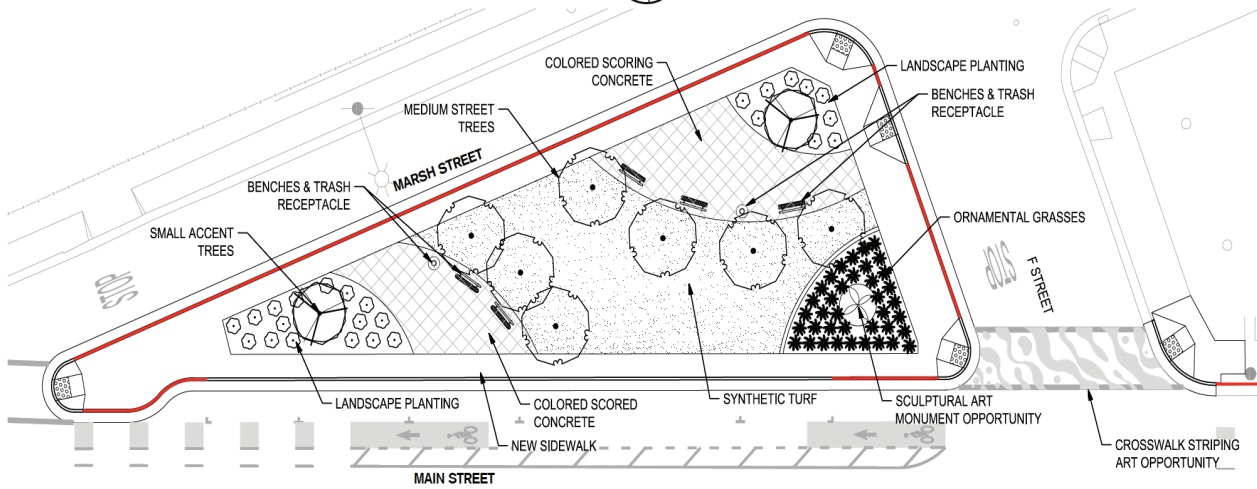 COLORED SCORING
CONCRETE
LANDSCAPE PLANTING
MEDIUM STREET
TREES
BENCHES & TRASH
RECEPTACLE
MARSH STREET
BENCHES & TRASH
RECEPTACLE
SMALL ACCENT
TREES
ORNAMENTAL GRASSES
STOP
STOP
F STREET
LANDSCAPE PLANTING
COLORED SCORED
CONCRETE
NEW SIDEWALK
SYNTHETIC TURF
SCULPTURAL ART
MONUMENT OPPORTUNITY
CROSSWALK STRIPING
ART OPPORTUNITY
MAIN STREET